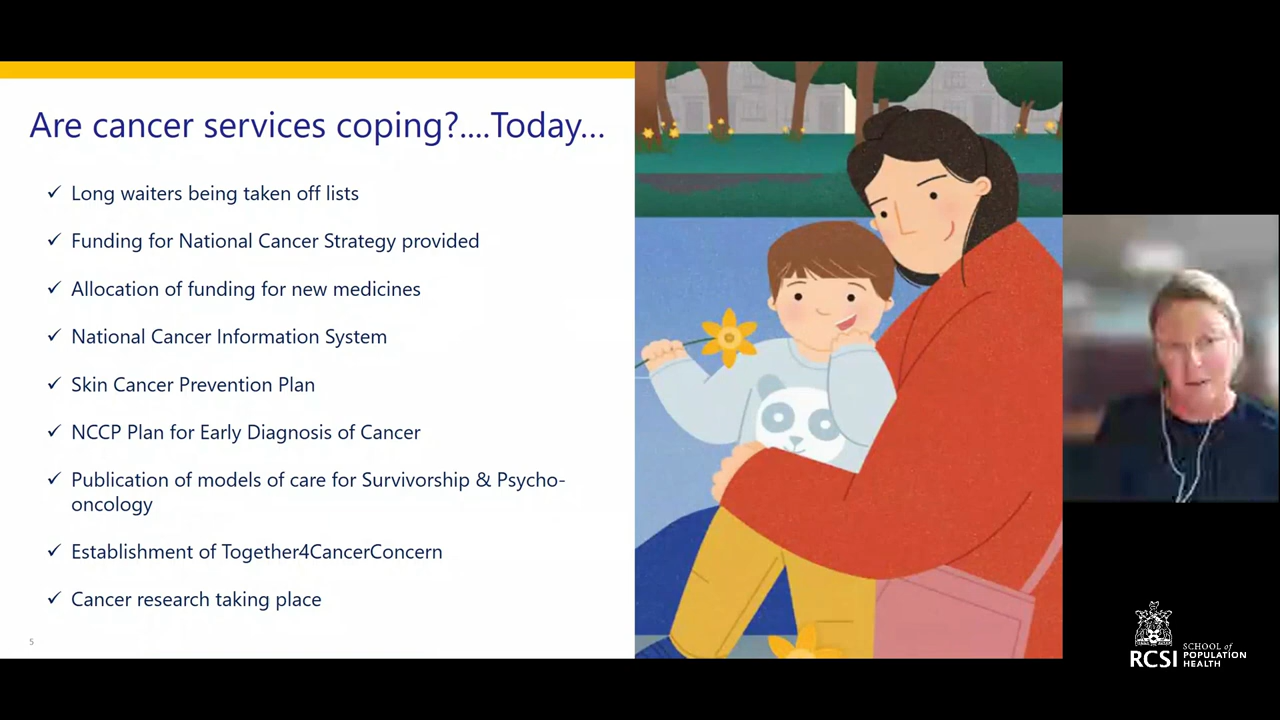 Are cancer services coping?....Today...
✓ Long waiters being taken off lists
✓ Funding for National Cancer Strategy provided
✓ Allocation of funding for new medicines
✓ National Cancer Information System
✓ Skin Cancer Prevention Plan
✓ NCCP Plan for Early Diagnosis of Cancer
✓ Publication of models of care for Survivorship & Psycho-
oncology
✓ Establishment of Together4CancerConcern
✓ Cancer research taking place
5
RCSI
SCHOOL of
POPULATION
HEALTH